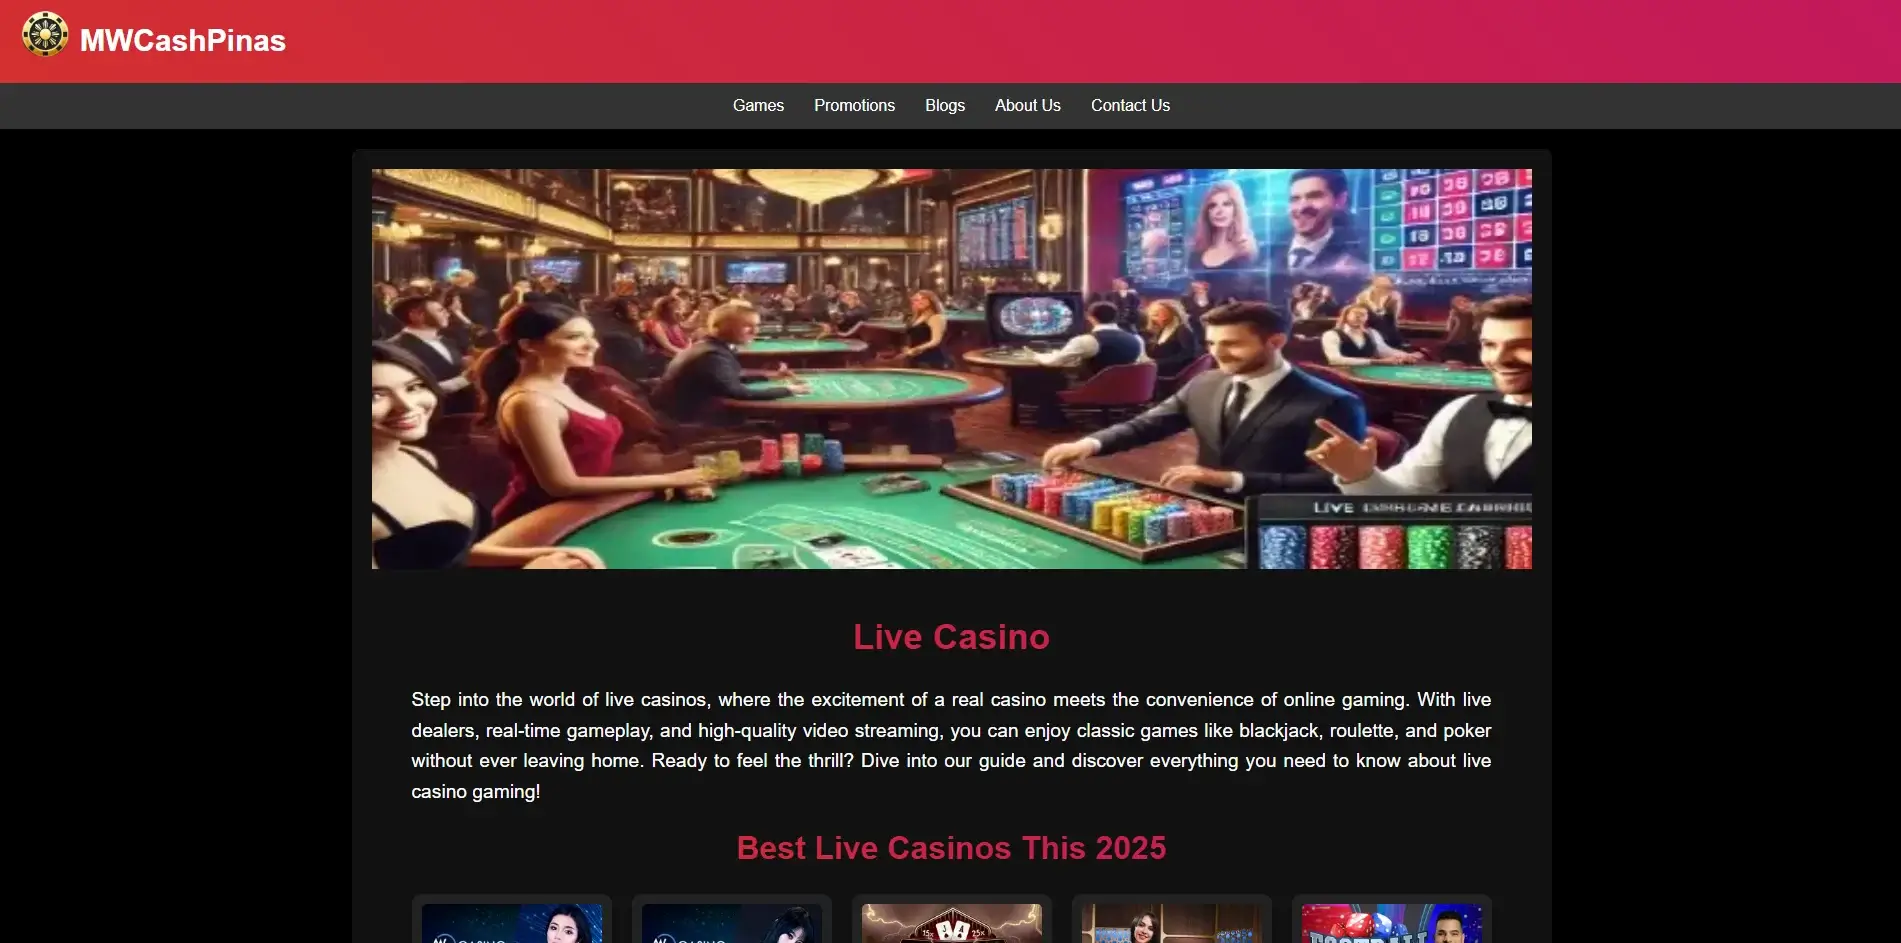 MWCashPinas
Games Promotions Blogs About Us Contact Us
LIVE
Live Casino
Step into the world of live casinos, where the excitement of a real casino meets the convenience of online gaming. With live
dealers, real-time gameplay, and high-quality video streaming, you can enjoy classic games like blackjack, roulette, and poker
without ever leaving home. Ready to feel the thrill? Dive into our guide and discover everything you need to know about live
casino gaming!
Best Live Casinos This 2025
15x 25x
FOOTBALL